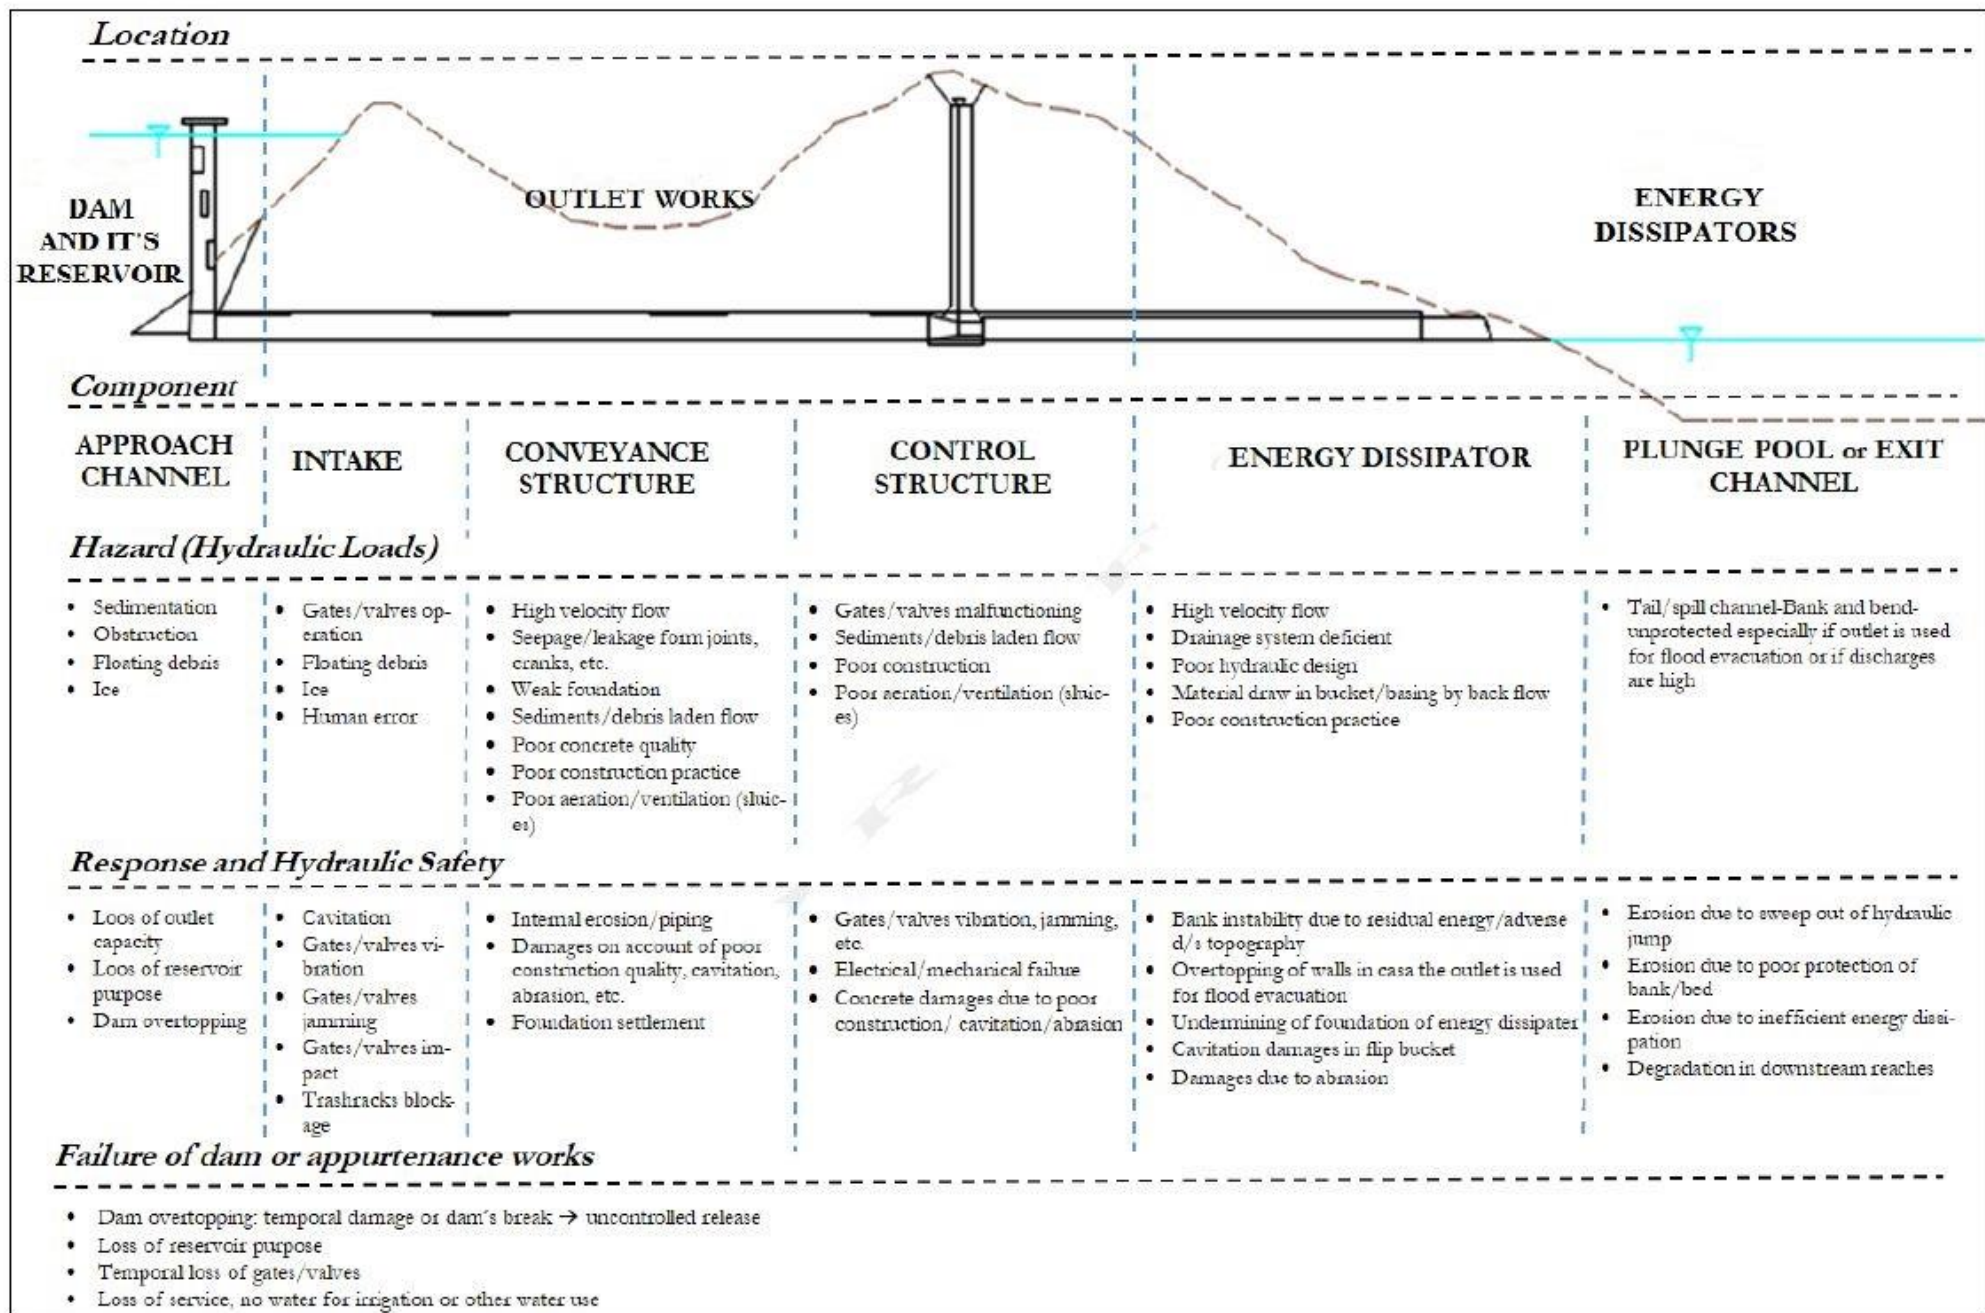 Location
DAM
AND IT'S
RESERVOIR
OUTLET WORKS
ENERGY
DISSIPATORS
Component
APPROACH
CHANNEL
INTAKE
CONVEYANCE
STRUCTURE
CONTROL
STRUCTURE
ENERGY DISSIPATOR
PLUNGE POOL or EXIT
CHANNEL
Hazard (Hydraulic Loads)
• Sedimentation
• Obstruction
• Floating debris
• Ice
• Gates/valves op-
eration
• Floating debris
• Ice
• Human error
• High velocity flow
• Seepage/leakage form joints,
cranks, etc.
• Weak foundation
• Sediments/debris laden flow
• Poor concrete quality
• Poor construction practice
• Poor aeration/ventilation (sluic-
es)
• Gates/valves malfunctioning
• Sediments/debris laden flow
• Poor construction
• Poor aeration/ventilation (sluic-
es)
• High velocity flow
• Drainage system deficient
• Poor hydraulic design
• Material draw in bucket/basing by back flow
• Poor construction practice
• Tail/spill channel-Bank and bend-
unprotected especially if outlet is used
for flood evacuation or if discharges
are high
Response and Hydraulic Safety
• Loos of outlet
capacity
• Loos of reservoir
purpose
• Dam overtopping
• Cavitation
• Gates/valves vi-
bration
• Gates/valves
jamming
• Gates/valves im-
pact
• Trashracks block-
age
• Internal erosion/piping
• Damages on account of poor
construction quality, cavitation,
abrasion, etc.
• Foundation settlement
• Gates/valves vibration, jamming,
etc.
• Electrical/mechanical failure
• Concrete damages due to poor
construction/ cavitation/abrasion
• Bank instability due to residual energy/adverse
d/s topography
• Overtopping of walls in casa the outlet is used
for flood evacuation
• Undermining of foundation of energy dissipater
• Cavitation damages in flip bucket
• Damages due to abrasion
• Erosion due to sweep out of hydraulic
jump
• Erosion due to poor protection of
bank/bed
• Erosion due to inefficient energy dissi-
pation
• Degradation in downstream reaches
Failure of dam or appurtenance works
• Dam overtopping: temporal damage or dam´s break → uncontrolled release
• Loss of reservoir purpose
• Temporal loss of gates/valves
• Loss of service, no water for irrigation or other water use